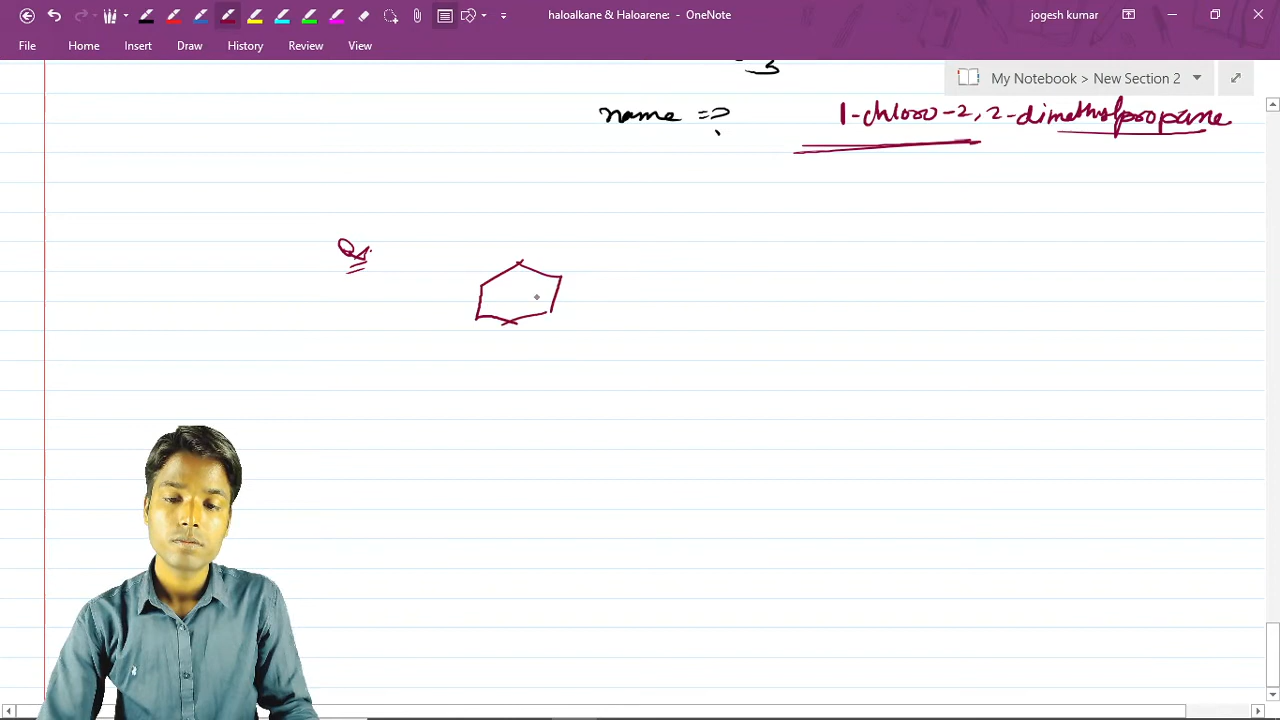 haloalkane & Haloarene: - OneNote
jogesh kumar
File Home Insert Draw History Review View
My Notebook > New Section 2
name => ?
1-chloro-2,2-dimethylpropane